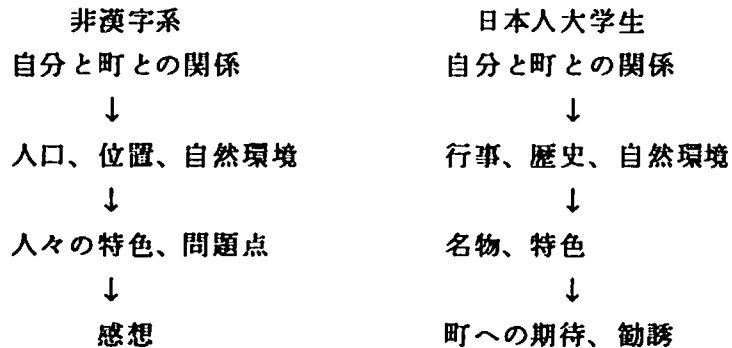 非漢字系 日本人大学生
自分と町との関係 自分と町との関係
↓ ↓
人口、位置、自然環境 行事、歴史、自然環境
↓ ↓
人々の特色、問題点 名物、特色
↓ ↓
感想 町への期待、勧誘